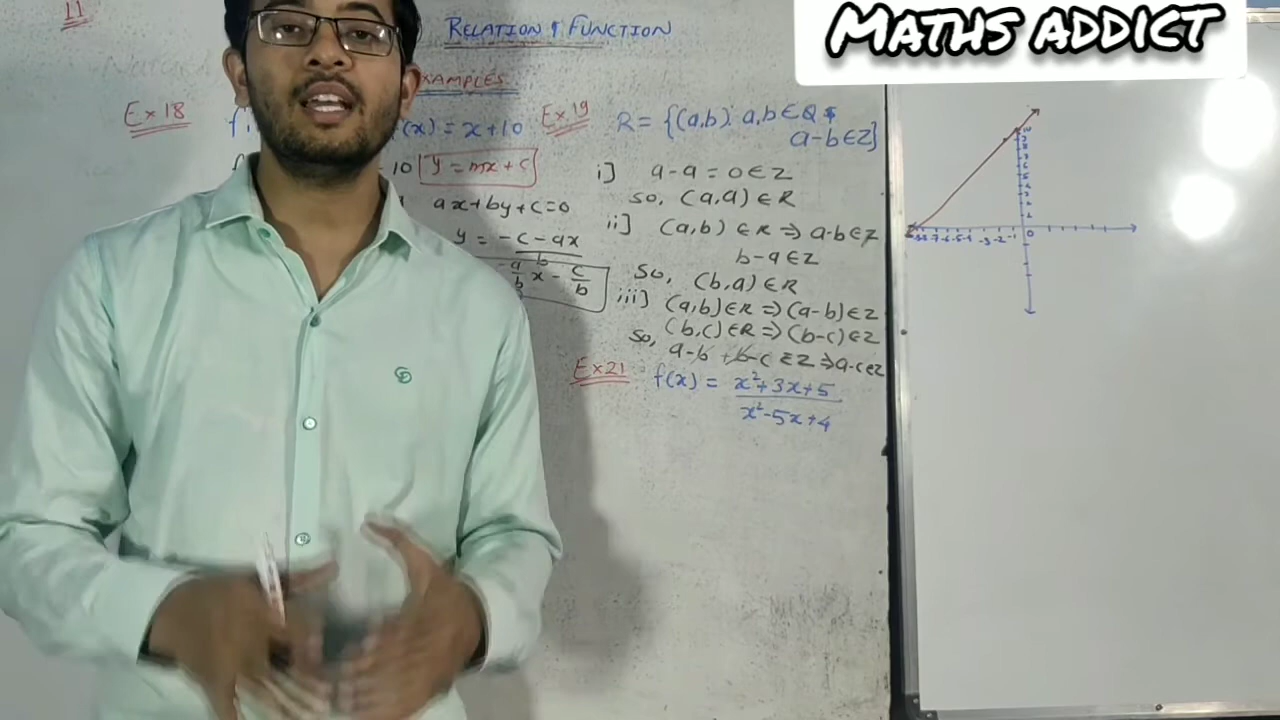 MATHS ADDICT
11
RELATION & FUNCTION
EXAMPLES
Ex 18
(x) = x+10
-10 y = mx + c
ax+by+c=0
y = -c-ax
b
-a/b x - c/b
Ex 19
R = {(a,b): a,b ∈ Q &
a-b ∈ Z}
i] a-a = 0 ∈ Z
so, (a,a) ∈ R
ii] (a,b) ∈ R ⇒ a-b ∈ Z
b-a ∈ Z
So, (b,a) ∈ R
iii] (a,b) ∈ R ⇒ (a-b) ∈ Z
(b,c) ∈ R ⇒ (b-c) ∈ Z
So, a-b + b-c ∈ Z ⇒ a-c ∈ Z
Ex 21
f(x) = x²+3x+5
x²-5x+4